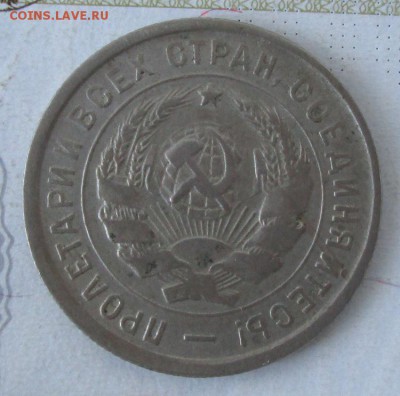 COINS.LAVE.RU
ПРОЛЕТАРИИ ВСЕХ СТРАН, СОЕДИНЯЙТЕСЬ! —